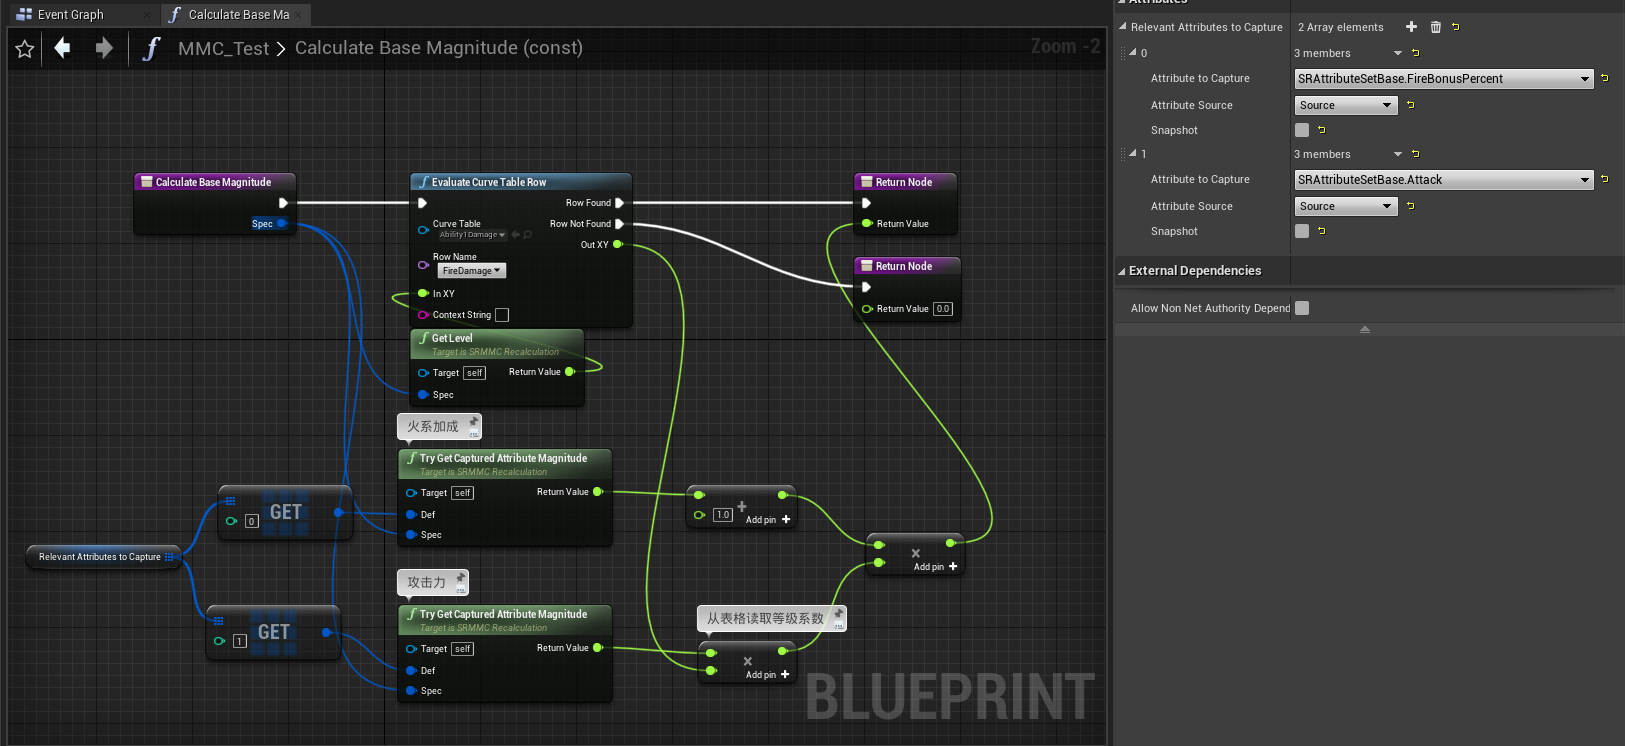 Event Graph
Calculate Base Ma
MMC_Test > Calculate Base Magnitude (const)
Zoom -2
Calculate Base Magnitude
Spec
Evaluate Curve Table Row
Row Found
Curve Table
Ability1Damage
Row Not Found
Out XY
Row Name
FireDamage
In XY
Context String
Get Level
Target is SRMMC Recalculation
Target
self
Return Value
Spec
Return Node
Return Value
Return Node
Return Value
0.0
火系加成
Try Get Captured Attribute Magnitude
Target is SRMMC Recalculation
Target
self
Return Value
Def
Spec
GET
0
Relevant Attributes to Capture
GET
1
攻击力
Try Get Captured Attribute Magnitude
Target is SRMMC Recalculation
Target
self
Return Value
Def
Spec
1.0
Add pin +
Add pin +
从表格读取等级系数
Add pin +
BLUEPRINT
Attributes
Relevant Attributes to Capture
2 Array elements
0
3 members
Attribute to Capture
SRAttributeSetBase.FireBonusPercent
Attribute Source
Source
Snapshot
1
3 members
Attribute to Capture
SRAttributeSetBase.Attack
Attribute Source
Source
Snapshot
External Dependencies
Allow Non Net Authority Depend